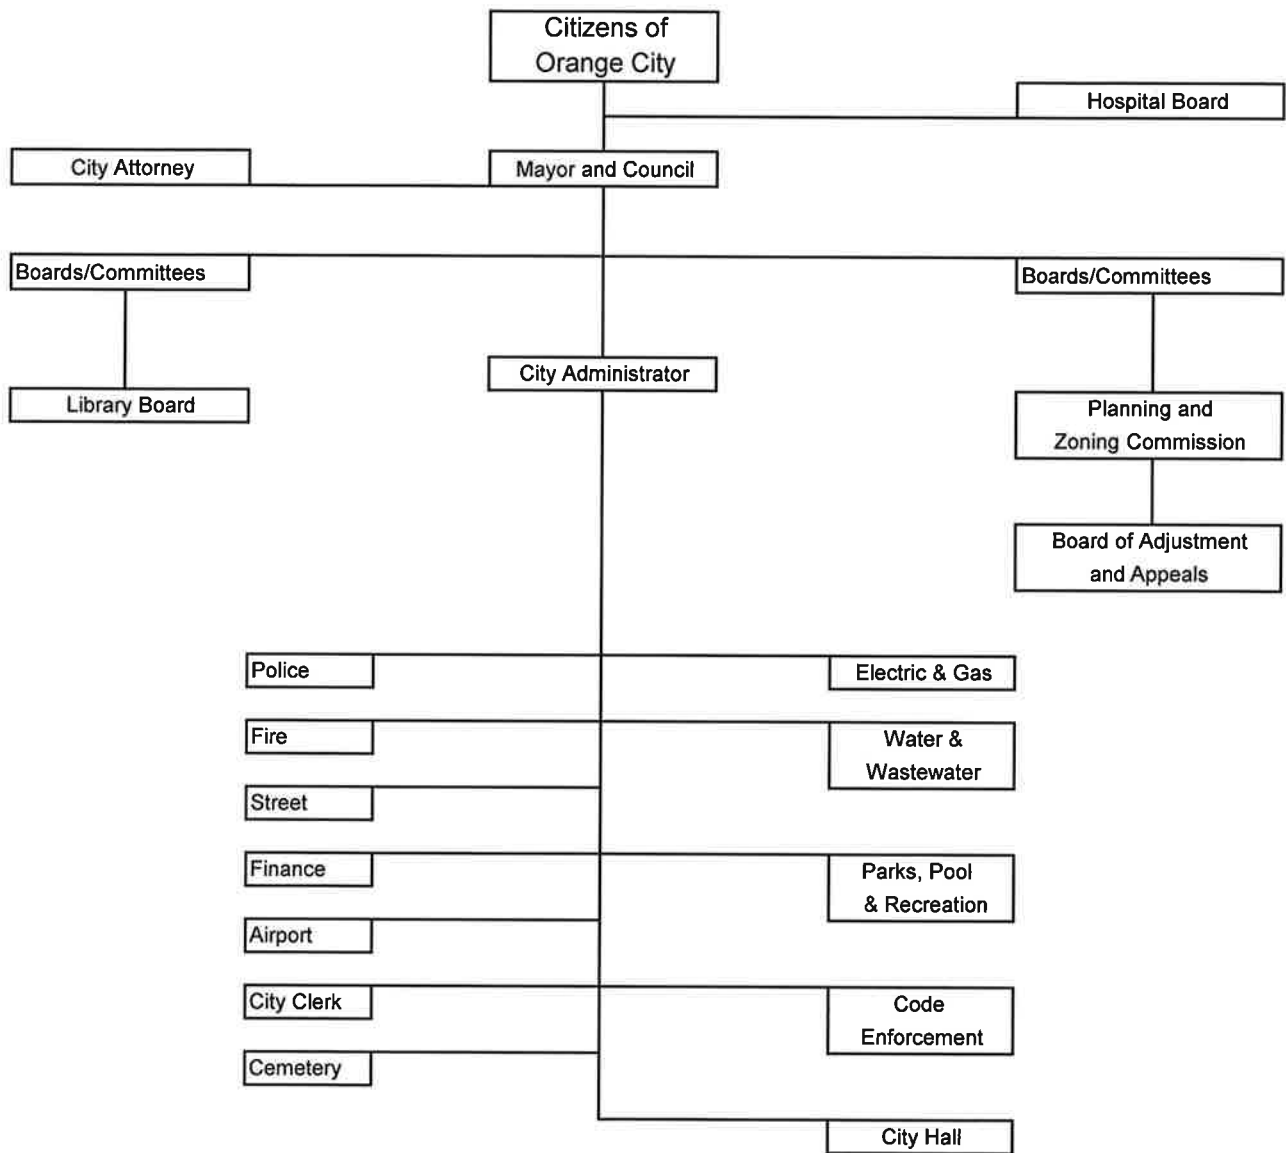 Citizens of
Orange City
Hospital Board
City Attorney
Mayor and Council
Boards/Committees
Boards/Committees
City Administrator
Library Board
Planning and
Zoning Commission
Board of Adjustment
and Appeals
Police
Electric & Gas
Fire
Water &
Wastewater
Street
Finance
Parks, Pool
& Recreation
Airport
City Clerk
Code
Enforcement
Cemetery
City Hall